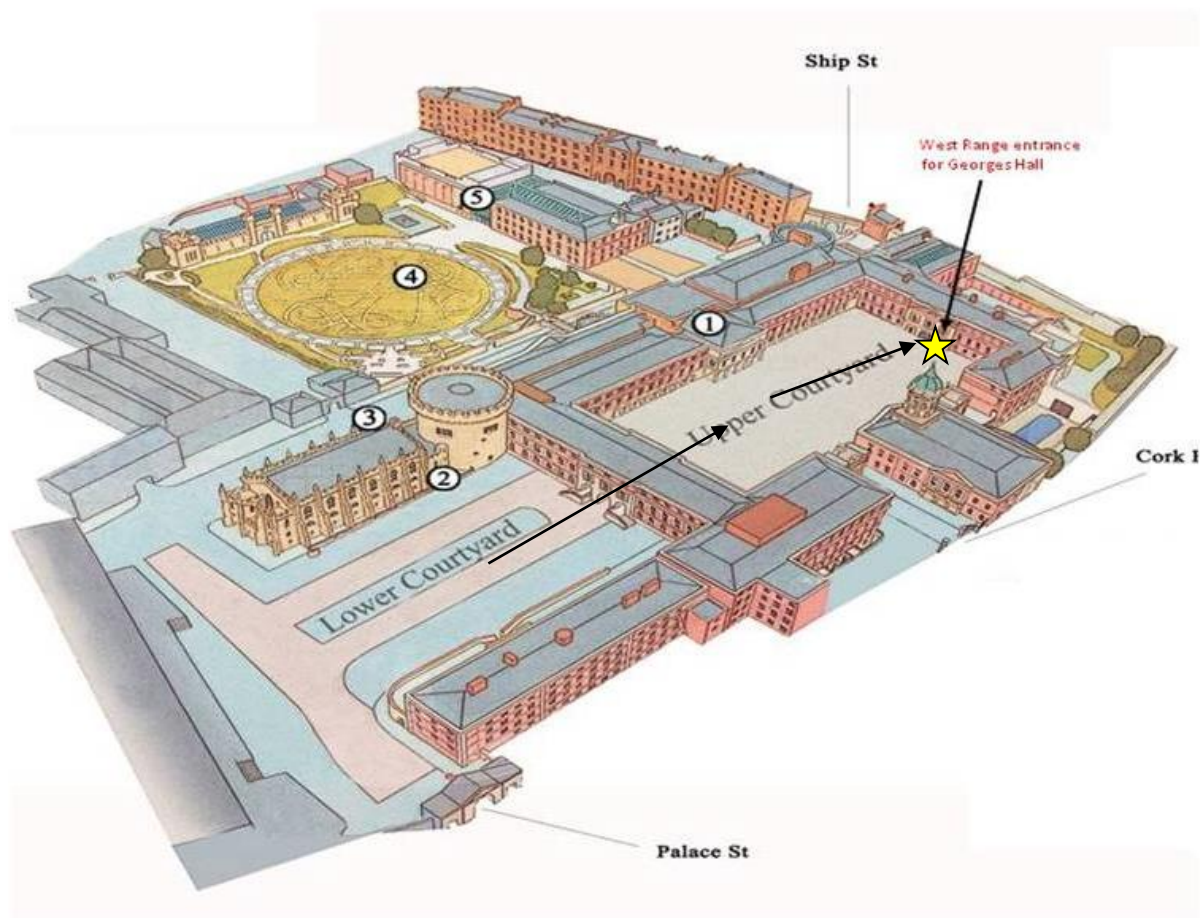 Ship St
West Range entrance
for Georges Hall
5
4
1
Upper Courtyard
3
2
Cork
Lower Courtyard
Palace St